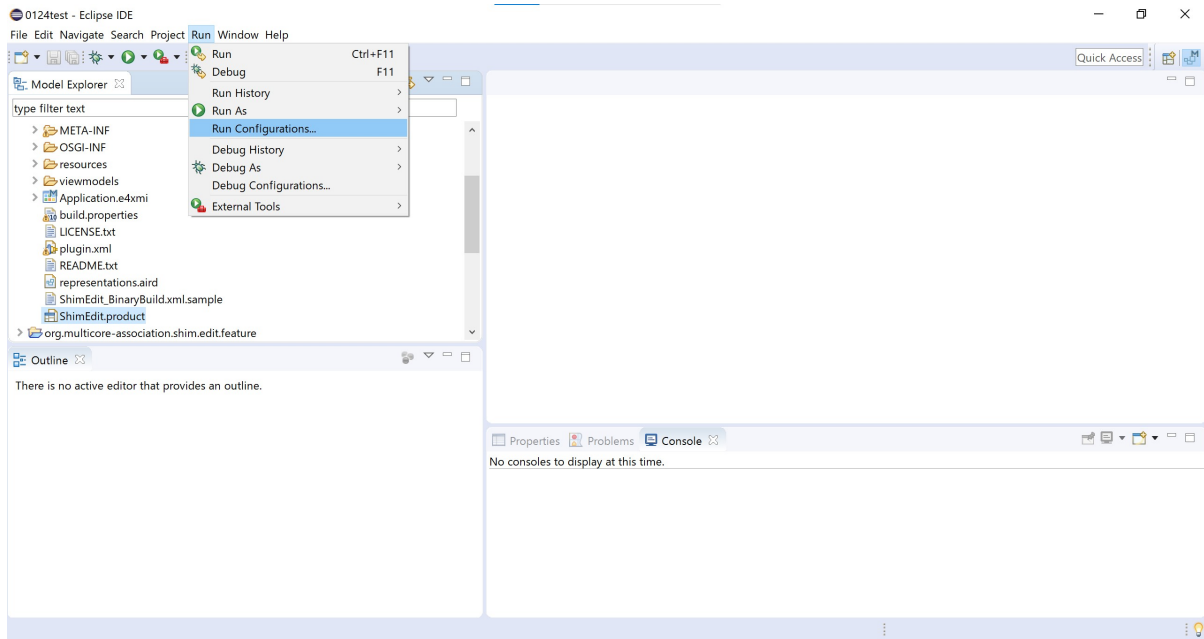 0124test - Eclipse IDE
File Edit Navigate Search Project Run Window Help
Quick Access
Run Ctrl+F11
Debug F11
Run History
Run As
Run Configurations...
Debug History
Debug As
Debug Configurations...
External Tools
Model Explorer
type filter text
META-INF
OSGI-INF
resources
viewmodels
Application.e4xmi
build.properties
LICENSE.txt
plugin.xml
README.txt
representations.aird
ShimEdit_BinaryBuild.xml.sample
ShimEdit.product
org.multicore-association.shim.edit.feature
Outline
There is no active editor that provides an outline.
Properties Problems Console
No consoles to display at this time.